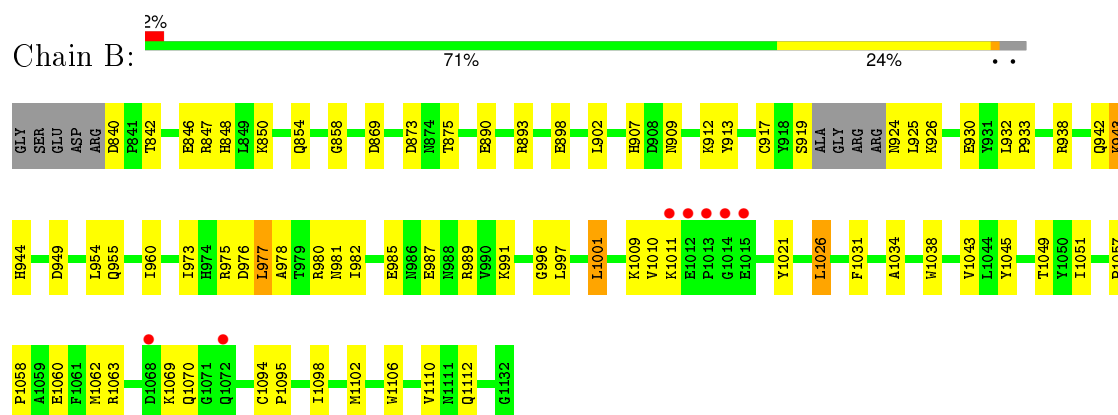 2%
Chain B:
71% 24% • •
GLY SER GLU ASP ARG D840 P841 T842 E846 R847 H848 L849 K850 Q854 G858 D869 D873 N874 T875 E890 R893 E898 L902 H907 D908 N909 K912 Y913 C917 Y918 S919 ALA GLY ARG ARG N924 L925 K926 E930 Y931 L932 P933 R938 Q942 K943
H944 D949 L954 Q955 I960 I973 H974 R975 D976 L977 A978 T979 R980 N981 I982 E985 N986 E987 N988 R989 V990 K991 G996 L997 L1001 K1009 V1010 K1011 E1012 P1013 G1014 E1015 Y1021 L1026 F1031 A1034 W1038 V1043 L1044 Y1045 T1049 Y1050 I1051 P1057
P1058 A1059 E1060 F1061 M1062 R1063 D1068 K1069 Q1070 G1071 Q1072 C1094 P1095 I1098 M1102 W1106 V1110 N1111 Q1112 G1132